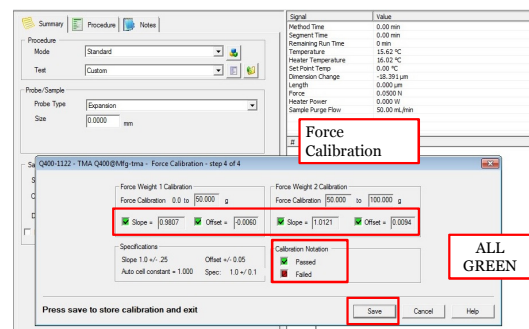 Summary Procedure Notes
Procedure
Mode Standard
Test Custom
Probe/Sample
Probe Type Expansion
Size 0.0000 mm
Signal Value
Method Time 0.00 min
Segment Time 0.00 min
Remaining Run Time 0 min
Temperature 15.62 °C
Heater Temperature 16.02 °C
Set Point Temp 0.00 °C
Dimension Change -18.391 µm
Length 0.000 µm
Force 0.0500 N
Heater Power 0.000 W
Sample Purge Flow 50.00 mL/min
#
Force
Calibration
Q400-1122 - TMA Q400@Mfg-tma - Force Calibration - step 4 of 4
Force Weight 1 Calibration
Force Calibration 0.0 to 50.000 g
Slope = 0.9807 Offset = -0.0060
Force Weight 2 Calibration
Force Calibration 50.000 to 100.000 g
Slope = 1.0121 Offset = 0.0094
Specifications
Slope 1.0 +/- .25 Offset +/- 0.05
Auto cell constant = 1.000 Spec: 1.0 +/ 0.1
Calibration Notation
Passed
Failed
ALL
GREEN
Press save to store calibration and exit
Save Cancel Help